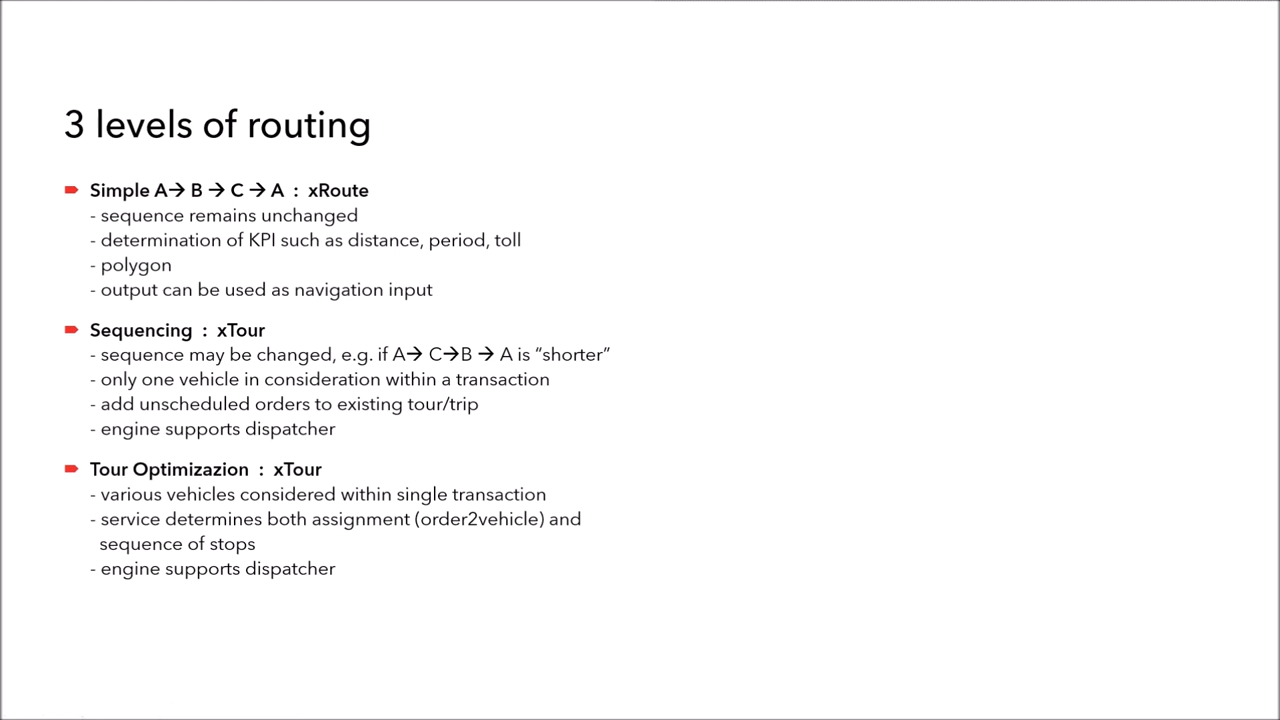 3 levels of routing
Simple A→ B → C → A : xRoute
- sequence remains unchanged
- determination of KPI such as distance, period, toll
- polygon
- output can be used as navigation input
Sequencing : xTour
- sequence may be changed, e.g. if A→ C→B → A is “shorter”
- only one vehicle in consideration within a transaction
- add unscheduled orders to existing tour/trip
- engine supports dispatcher
Tour Optimizazion : xTour
- various vehicles considered within single transaction
- service determines both assignment (order2vehicle) and
sequence of stops
- engine supports dispatcher